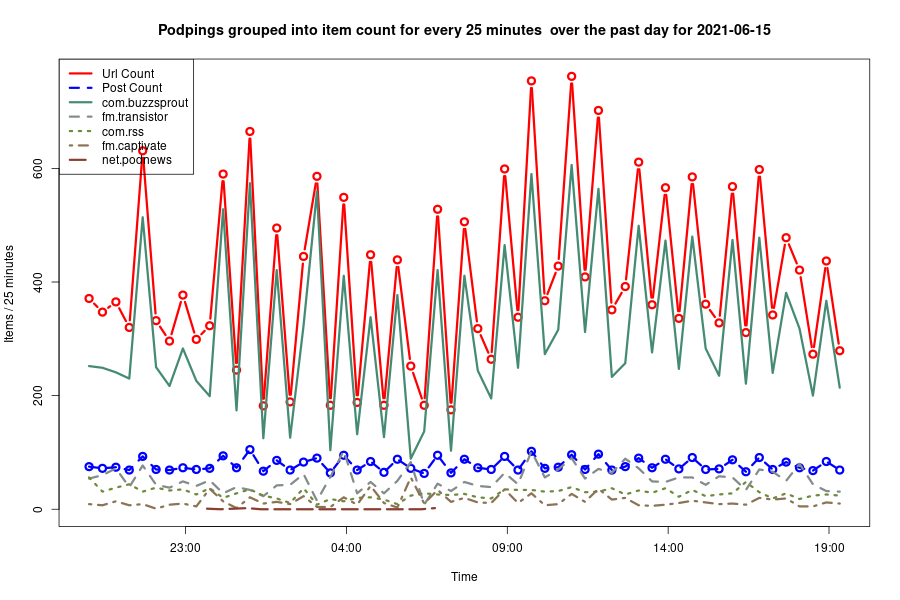 Podpings grouped into item count for every 25 minutes  over the past day for 2021-06-15
Url Count
Post Count
com.buzzsprout
fm.transistor
com.rss
fm.captivate
net.podnews
Items / 25 minutes
600
400
200
0
23:00
04:00
09:00
14:00
19:00
Time